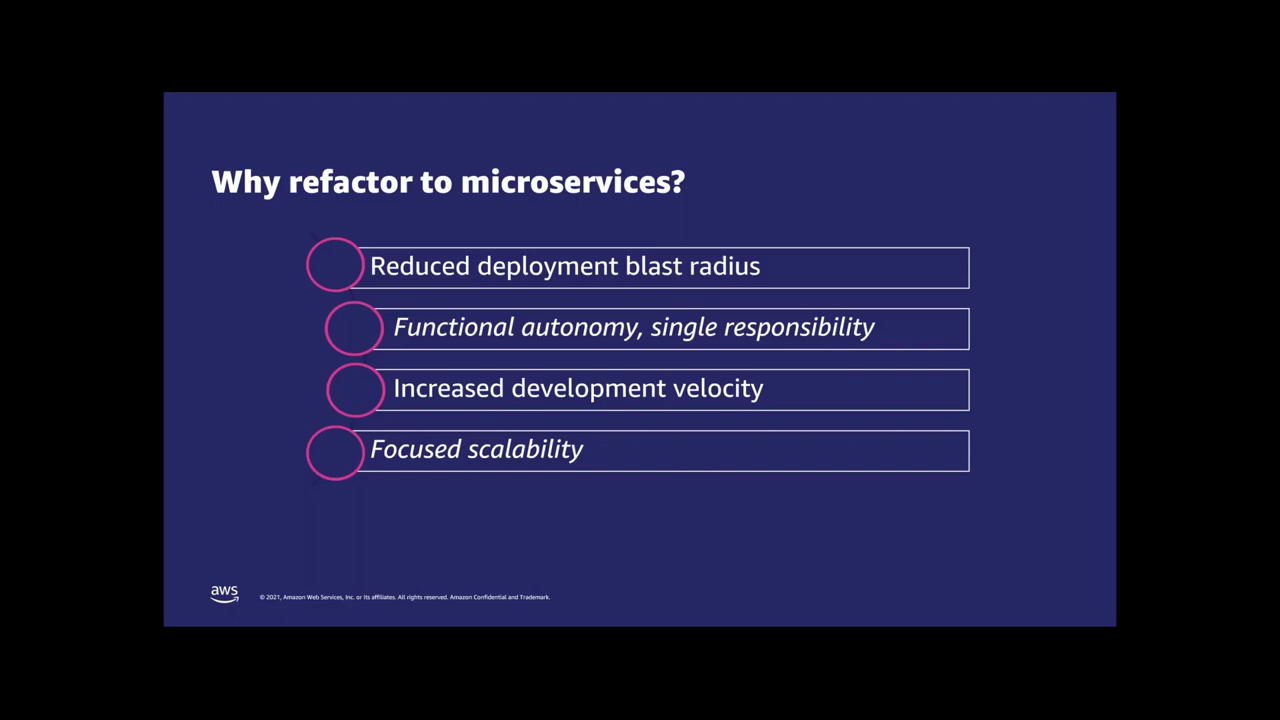 Why refactor to microservices?
Reduced deployment blast radius
Functional autonomy, single responsibility
Increased development velocity
Focused scalability
aws
© 2021, Amazon Web Services, Inc. or its affiliates. All rights reserved. Amazon Confidential and Trademark.